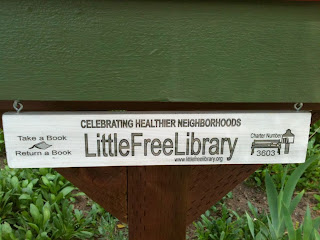 CELEBRATING HEALTHIER NEIGHBORHOODS
Take a Book
Return a Book
LittleFreeLibrary
www.littlefreelibrary.org
Charter Number
3603